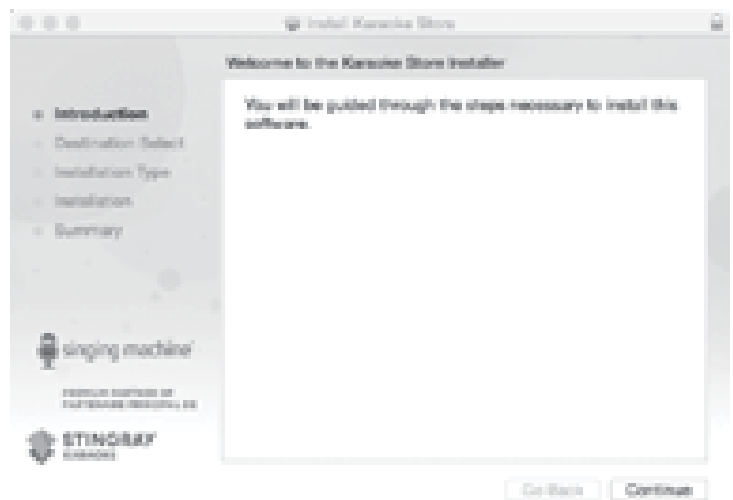 Install Karaoke Store
Welcome to the Karaoke Store Installer
Introduction
Destination Select
Installation Type
Installation
Summary
You will be guided through the steps necessary to install this
software.
singing machine
STINGRAY
KARAOKE
Go Back
Continue